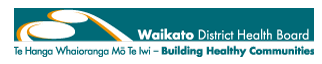 Waikato District Health Board
Te Hanga Whaioranga Mō Te Iwi – Building Healthy Communities